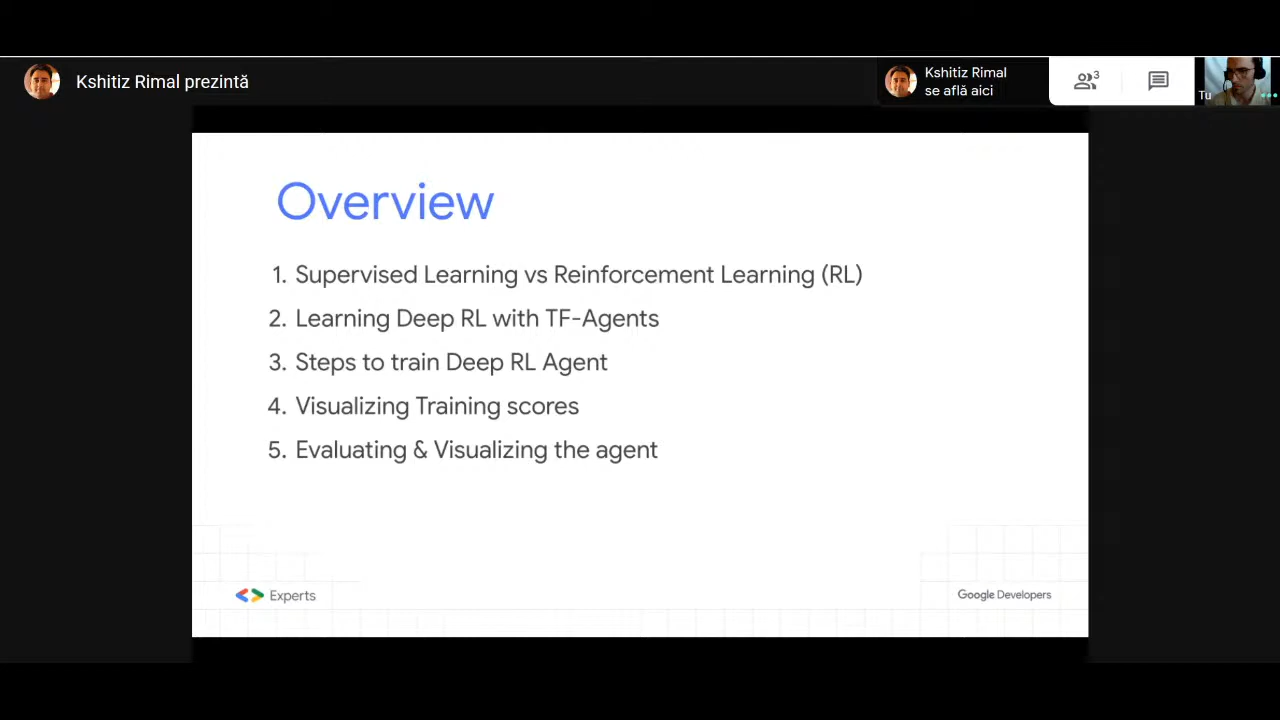 Kshitiz Rimal prezintă
Kshitiz Rimal
se află aici
3
Tu
Overview
1. Supervised Learning vs Reinforcement Learning (RL)
2. Learning Deep RL with TF-Agents
3. Steps to train Deep RL Agent
4. Visualizing Training scores
5. Evaluating & Visualizing the agent
Experts
Google Developers